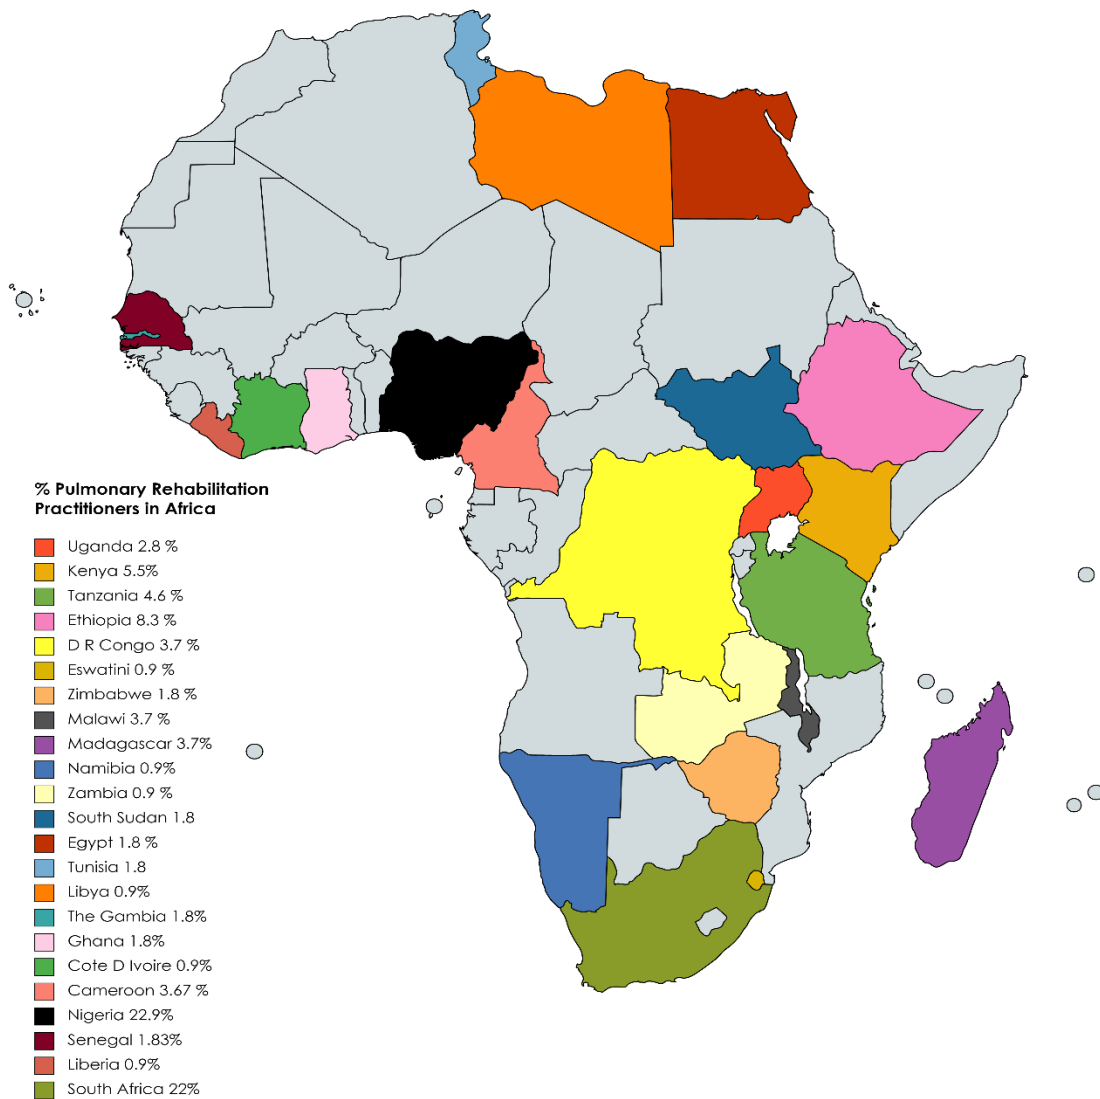 % Pulmonary Rehabilitation
Practitioners in Africa
Uganda 2.8 %
Kenya 5.5%
Tanzania 4.6 %
Ethiopia 8.3 %
D R Congo 3.7 %
Eswatini 0.9 %
Zimbabwe 1.8 %
Malawi 3.7 %
Madagascar 3.7%
Namibia 0.9%
Zambia 0.9 %
South Sudan 1.8
Egypt 1.8 %
Tunisia 1.8
Libya 0.9%
The Gambia 1.8%
Ghana 1.8%
Cote D Ivoire 0.9%
Cameroon 3.67 %
Nigeria 22.9%
Senegal 1.83%
Liberia 0.9%
South Africa 22%